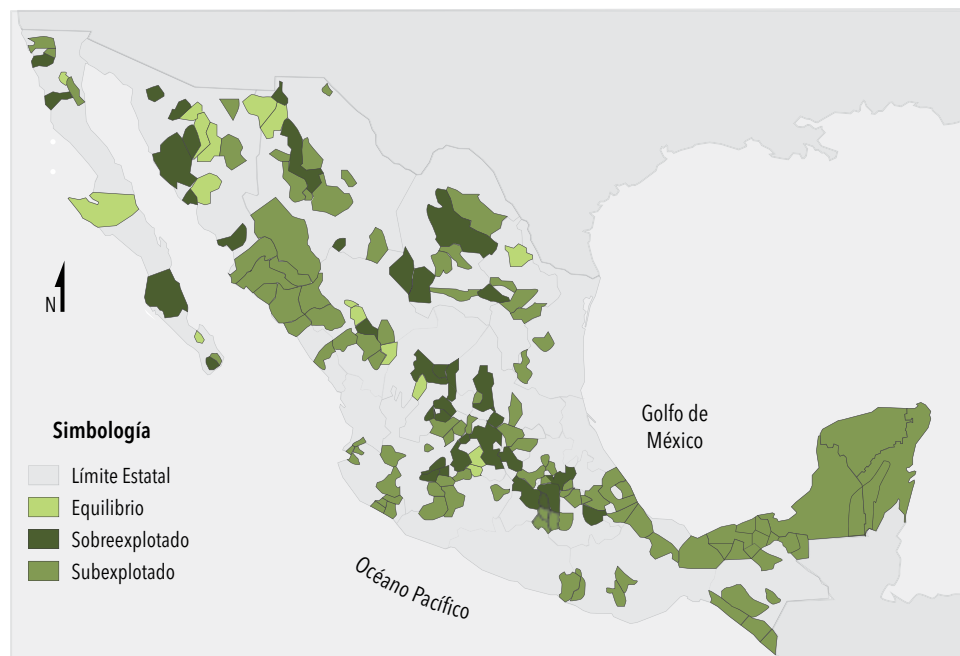 N
Golfo de
México
Simbología
Límite Estatal
Equilibrio
Sobreexplotado
Subexplotado
Océano Pacífico